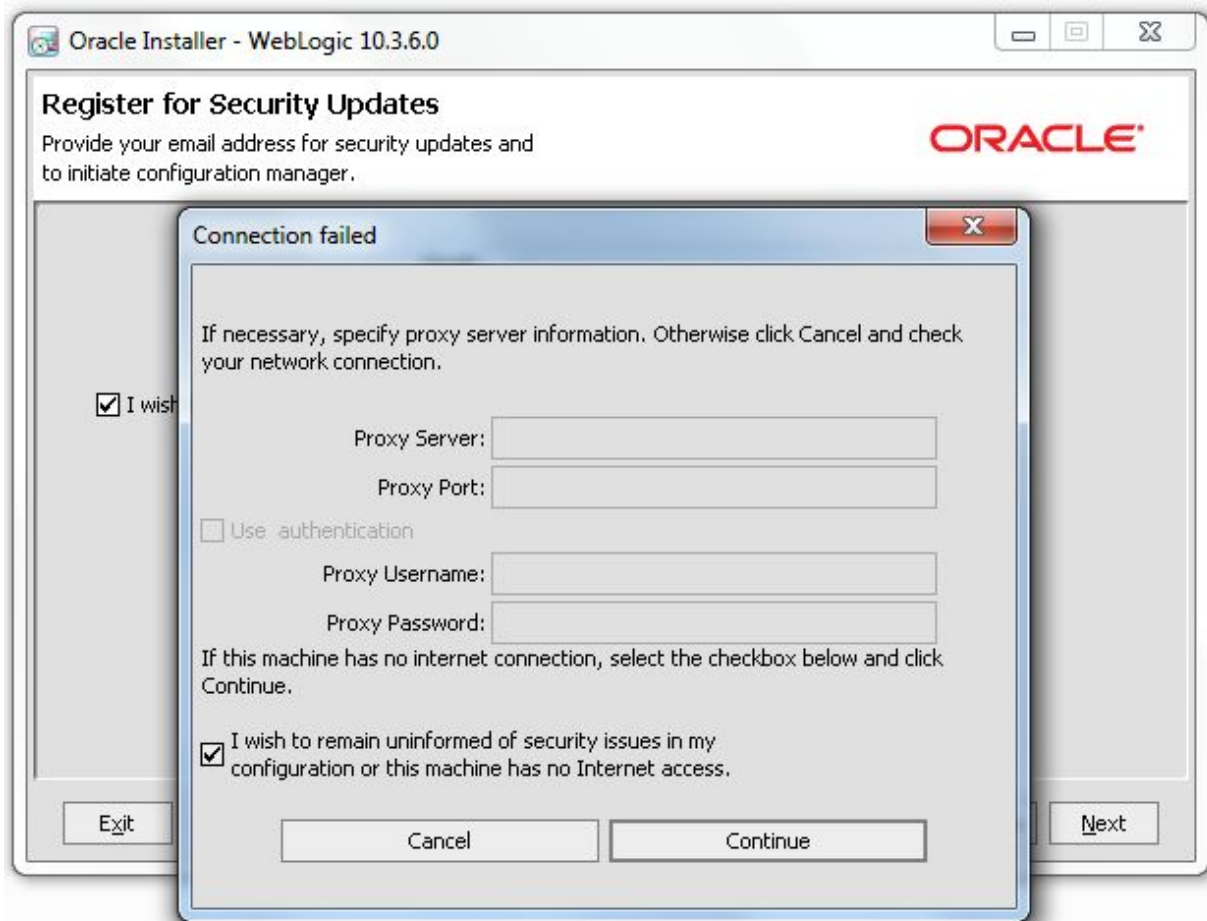 Oracle Installer - WebLogic 10.3.6.0
Register for Security Updates
Provide your email address for security updates and
to initiate configuration manager.
ORACLE
Connection failed
If necessary, specify proxy server information. Otherwise click Cancel and check
your network connection.
I wish
Proxy Server:
Proxy Port:
Use authentication
Proxy Username:
Proxy Password:
If this machine has no internet connection, select the checkbox below and click
Continue.
I wish to remain uninformed of security issues in my
configuration or this machine has no Internet access.
Exit
Cancel
Continue
Next